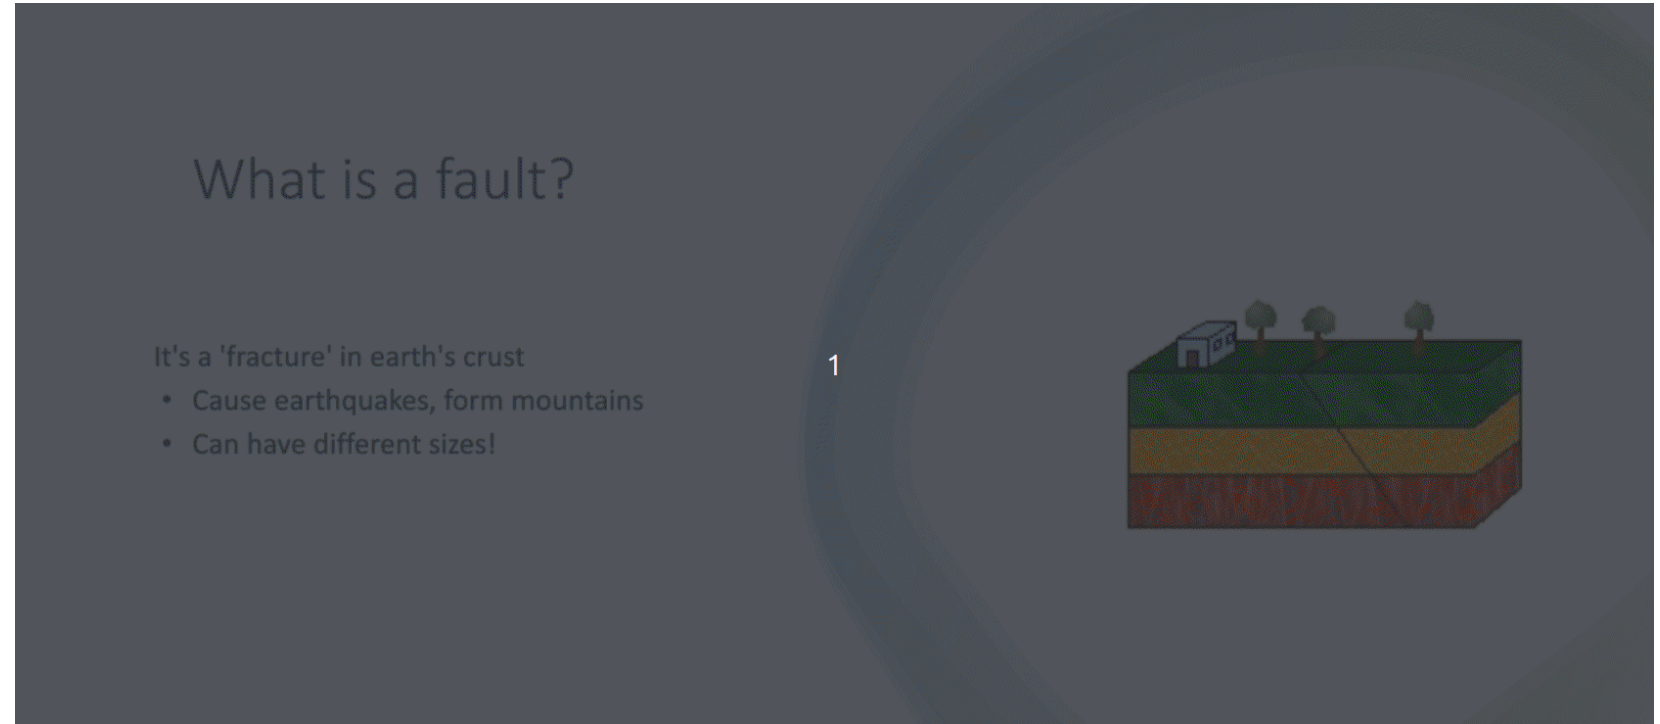 What is a fault?
It's a 'fracture' in earth's crust
• Cause earthquakes, form mountains
• Can have different sizes!
1